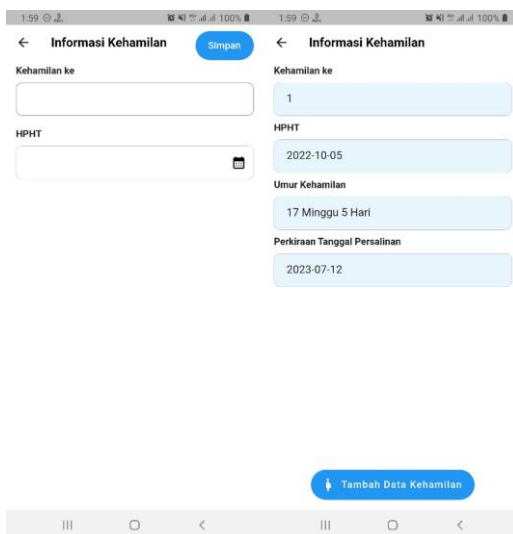 1:59 100%
Informasi Kehamilan
Simpan
Kehamilan ke
HPHT
1:59 100%
Informasi Kehamilan
Kehamilan ke
1
HPHT
2022-10-05
Umur Kehamilan
17 Minggu 5 Hari
Perkiraan Tanggal Persalinan
2023-07-12
Tambah Data Kehamilan